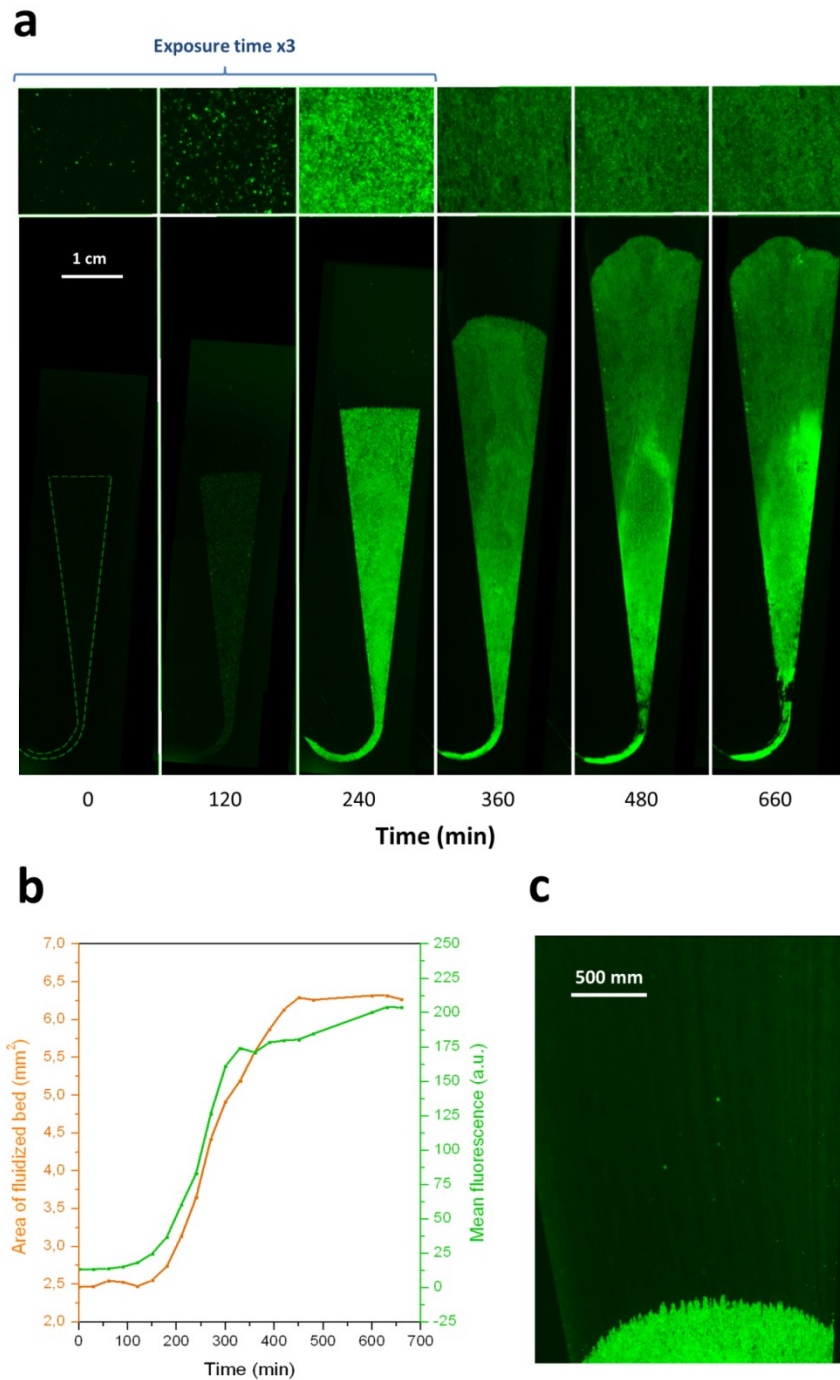 a
Exposure time x3
1 cm
0 120 240 360 480 660
Time (min)
b
c
7,0
6,5
6,0
5,5
5,0
4,5
4,0
3,5
3,0
2,5
2,0
Area of fluidized bed (mm²)
250
225
200
175
150
125
100
75
50
25
0
-25
Mean fluorescence (a.u.)
0 100 200 300 400 500 600 700
Time (min)
500 mm